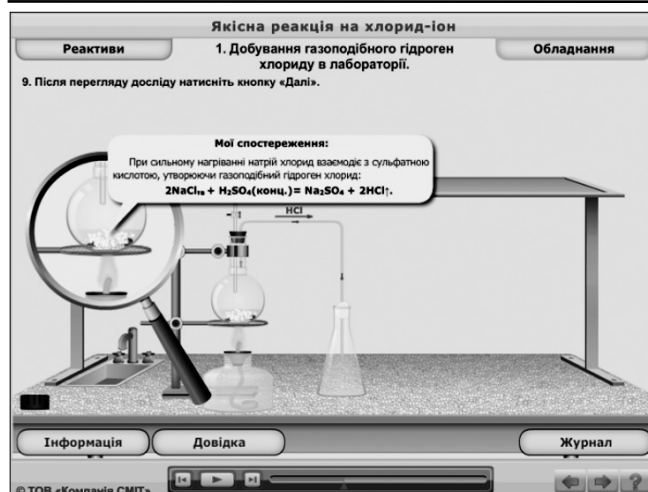 Якісна реакція на хлорид-іон
Реактиви
1. Добування газоподібного гідроген
хлориду в лабораторії.
Обладнання
9. Після перегляду досліду натисніть кнопку «Далі».
Мої спостереження:
При сильному нагріванні натрій хлорид взаємодіє з сульфатною
кислотою, утворюючи газоподібний гідроген хлорид:
2NaClтв + H₂SO₄(конц.)= Na₂SO₄ + 2HCl↑.
HCl
Інформація
Довідка
Журнал
© ТОВ «Компанія СМІТ»
?